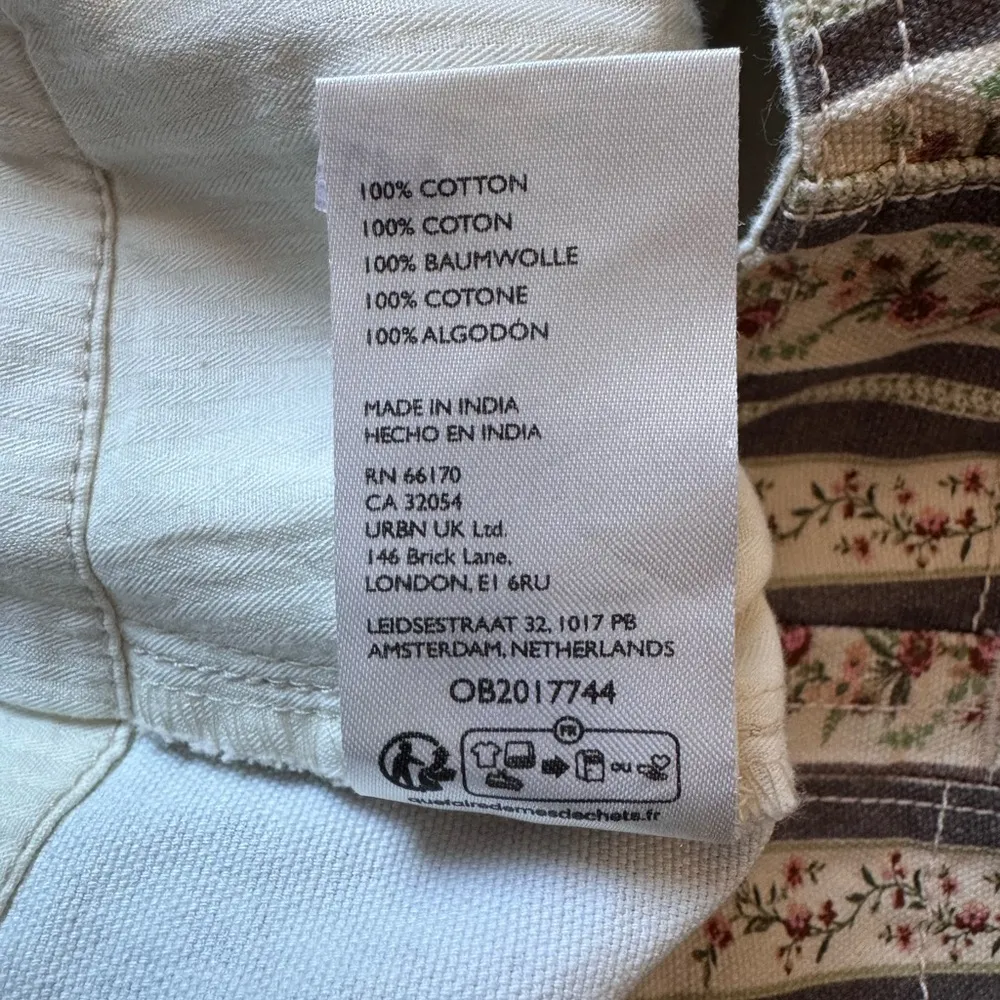 100% COTTON
100% COTON
100% BAUMWOLLE
100% COTONE
100% ALGODÓN
MADE IN INDIA
HECHO EN INDIA
RN 66170
CA 32054
URBN UK Ltd.
146 Brick Lane,
LONDON, E1 6RU
LEIDSESTRAAT 32, 1017 PB
AMSTERDAM, NETHERLANDS
OB2017744
FR
OU
quefairedemesdechets.fr